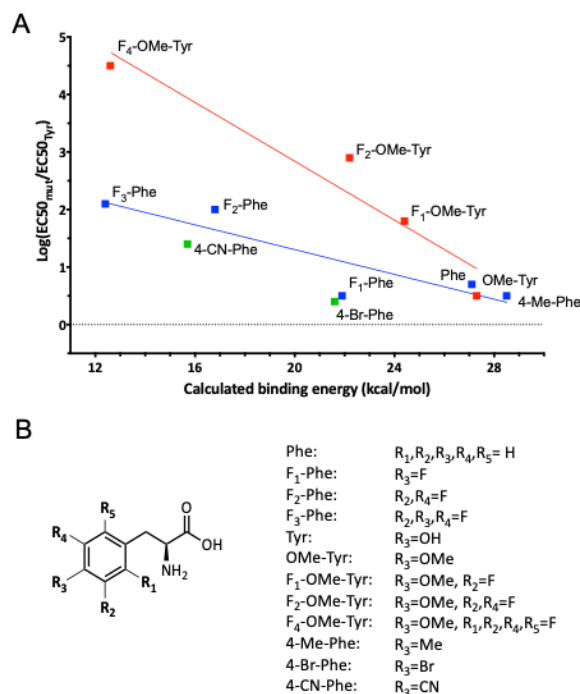 A
Log(EC50mut/EC50Tyr)
5
4
3
2
1
0
12
16
20
24
28
F4-OMe-Tyr
F2-OMe-Tyr
F3-Phe
F2-Phe
F1-OMe-Tyr
4-CN-Phe
Phe
OMe-Tyr
F1-Phe
4-Me-Phe
4-Br-Phe
Calculated binding energy (kcal/mol)
B
R5
R4
R3
R2
R1
O
OH
NH2
Phe: R1,R2,R3,R4,R5= H
F1-Phe: R3=F
F2-Phe: R2,R4=F
F3-Phe: R2,R3,R4=F
Tyr: R3=OH
OMe-Tyr: R3=OMe
F1-OMe-Tyr: R3=OMe, R2=F
F2-OMe-Tyr: R3=OMe, R2,R4=F
F4-OMe-Tyr: R3=OMe, R1,R2,R4,R5=F
4-Me-Phe: R3=Me
4-Br-Phe: R3=Br
4-CN-Phe: R3=CN